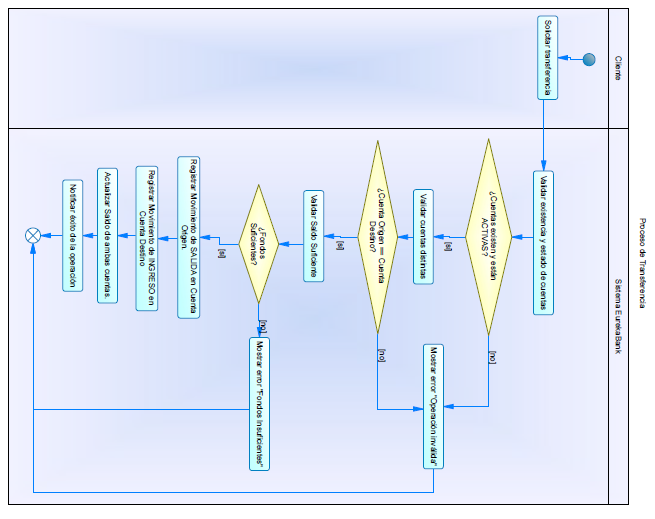 Proceso de Transferencia
Cliente
Sistema EurekaBank
Solicitar transferencia
Validar existencia y estado de cuentas
¿Cuentas existen y están
ACTIVAS?
[si]
[no]
Validar cuentas distintas
Mostrar error "Operación inválida"
¿Cuenta Origen == Cuenta
Destino?
[si]
[no]
Validar Saldo Suficiente
¿Fondos
Suficientes?
[si]
[no]
Mostrar error "Fondos Insuficientes"
Registrar Movimiento de SALIDA en Cuenta
Origen.
Registrar Movimiento de INGRESO en
Cuenta Destino
Actualizar Saldo de ambas cuentas.
Notificar éxito de la operación